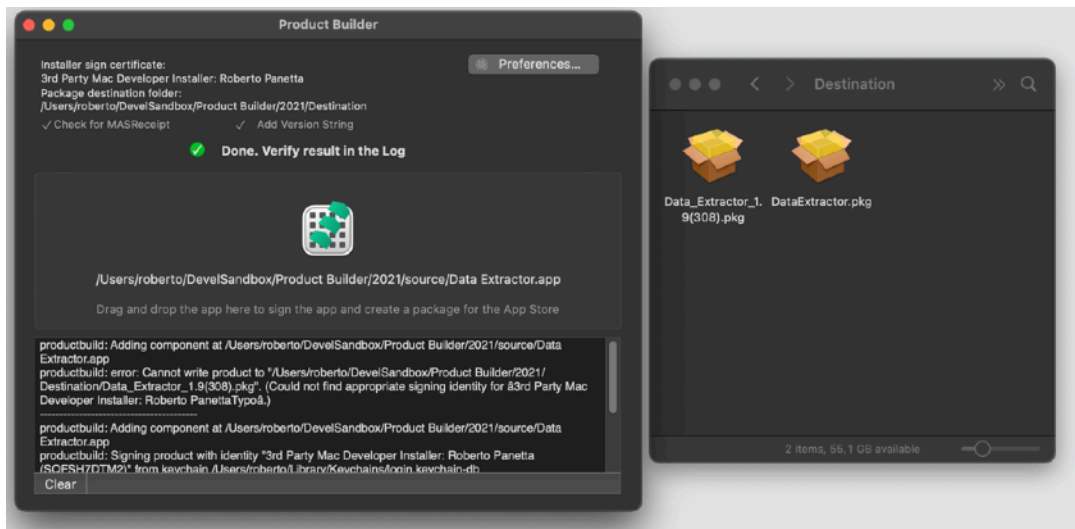 Product Builder
Installer sign certificate:
3rd Party Mac Developer Installer: Roberto Panetta
Package destination folder:
/Users/roberto/DevelSandbox/Product Builder/2021/Destination
Preferences...
✓ Check for MASReceipt
✓ Add Version String
Done. Verify result in the Log
/Users/roberto/DevelSandbox/Product Builder/2021/source/Data Extractor.app
Drag and drop the app here to sign the app and create a package for the App Store
productbuild: Adding component at /Users/roberto/DevelSandbox/Product Builder/2021/source/Data
Extractor.app
productbuild: error: Cannot write product to "/Users/roberto/DevelSandbox/Product Builder/2021/
Destination/Data_Extractor_1.9(308).pkg". (Could not find appropriate signing identity for â3rd Party Mac
Developer Installer: Roberto PanettaTypoâ.)
----------------------------------------
productbuild: Adding component at /Users/roberto/DevelSandbox/Product Builder/2021/source/Data
Extractor.app
productbuild: Signing product with identity "3rd Party Mac Developer Installer: Roberto Panetta
(SQFSH7DTM2)" from keychain /Users/roberto/Library/Keychains/login.keychain-db
Clear
Destination
Data_Extractor_1.
9(308).pkg
DataExtractor.pkg
2 items, 55,1 GB available